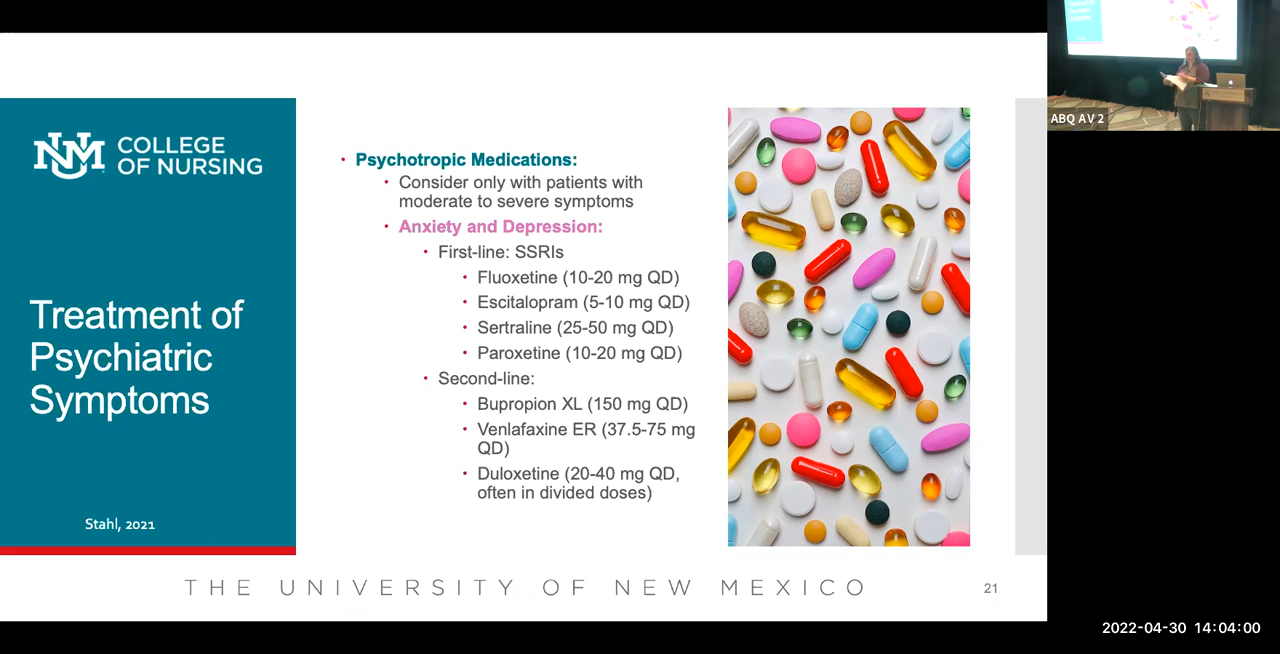 UNM COLLEGE
OF NURSING
Treatment of
Psychiatric
Symptoms
Stahl, 2021
• Psychotropic Medications:
• Consider only with patients with
moderate to severe symptoms
• Anxiety and Depression:
• First-line: SSRIs
• Fluoxetine (10-20 mg QD)
• Escitalopram (5-10 mg QD)
• Sertraline (25-50 mg QD)
• Paroxetine (10-20 mg QD)
• Second-line:
• Bupropion XL (150 mg QD)
• Venlafaxine ER (37.5-75 mg
QD)
• Duloxetine (20-40 mg QD,
often in divided doses)
THE UNIVERSITY OF NEW MEXICO
21
ABQ AV 2
2022-04-30 14:04:00